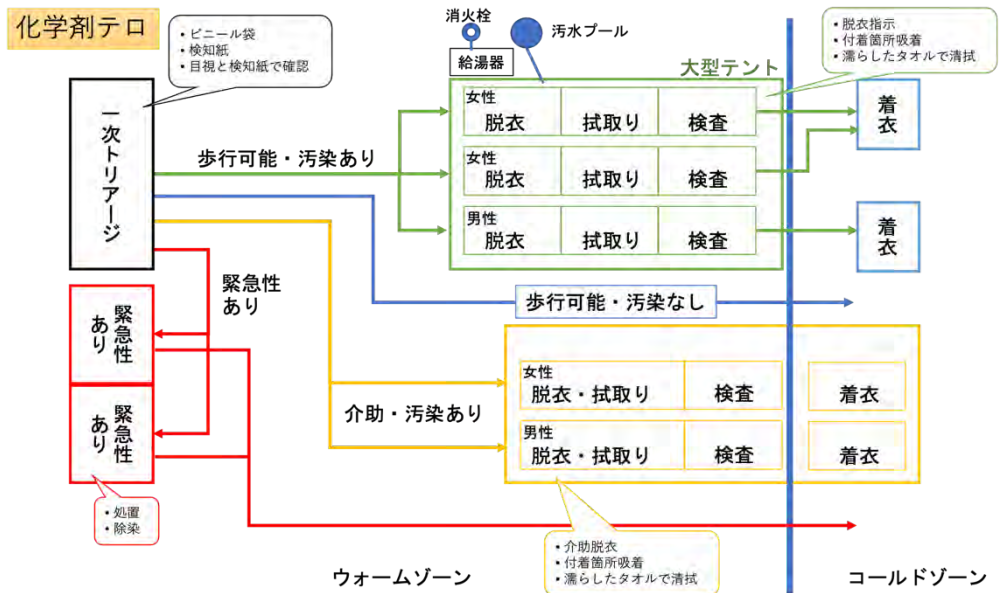 化学剤テロ
• ビニール袋
• 検知紙
• 目視と検知紙で確認
消火栓
汚水プール
給湯器
大型テント
• 脱衣指示
• 付着箇所吸着
• 濡らしたタオルで清拭
一次トリアージ
歩行可能・汚染あり
女性
脱衣
拭取り
検査
着衣
女性
脱衣
拭取り
検査
男性
脱衣
拭取り
検査
着衣
緊急性
あり
歩行可能・汚染なし
緊急性
あり
緊急性
あり
• 処置
• 除染
介助・汚染あり
女性
脱衣・拭取り
検査
着衣
男性
脱衣・拭取り
検査
着衣
• 介助脱衣
• 付着箇所吸着
• 濡らしたタオルで清拭
ウォームゾーン
コールドゾーン